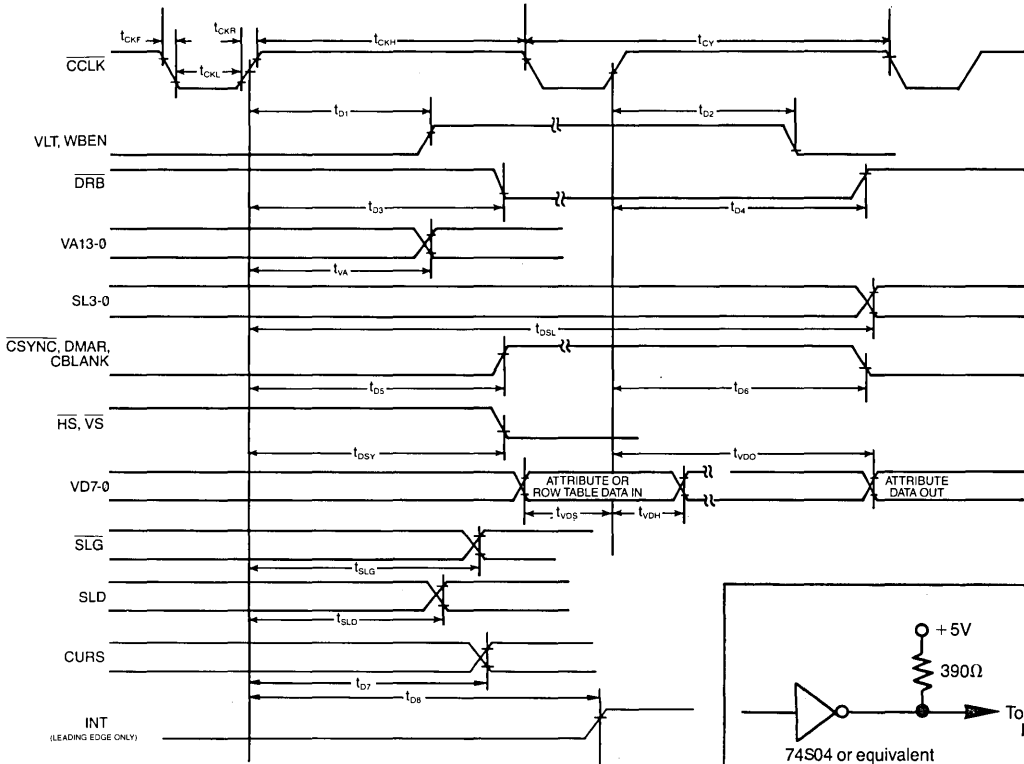 tCKF
tCKR
tCKH
tCY
CCLK
tCKL
tD1
tD2
VLT, WBEN
DRB
tD3
tD4
VA13-0
tVA
SL3-0
tDSL
CSYNC, DMAR,
CBLANK
tD5
tD6
HS, VS
tDSY
tVDO
VD7-0
ATTRIBUTE OR
ROW TABLE DATA IN
ATTRIBUTE
DATA OUT
tVDS
tVDH
SLG
tSLG
SLD
tSLD
CURS
tD7
tD8
INT
(LEADING EDGE ONLY)
+5V
390Ω
To
74S04 or equivalent